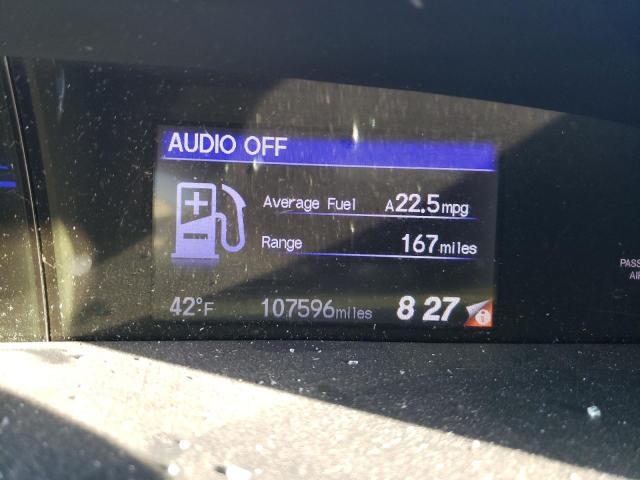 AUDIO OFF
Average Fuel A22.5mpg
Range 167miles
42°F 107596miles 8 27
PASS
AIR